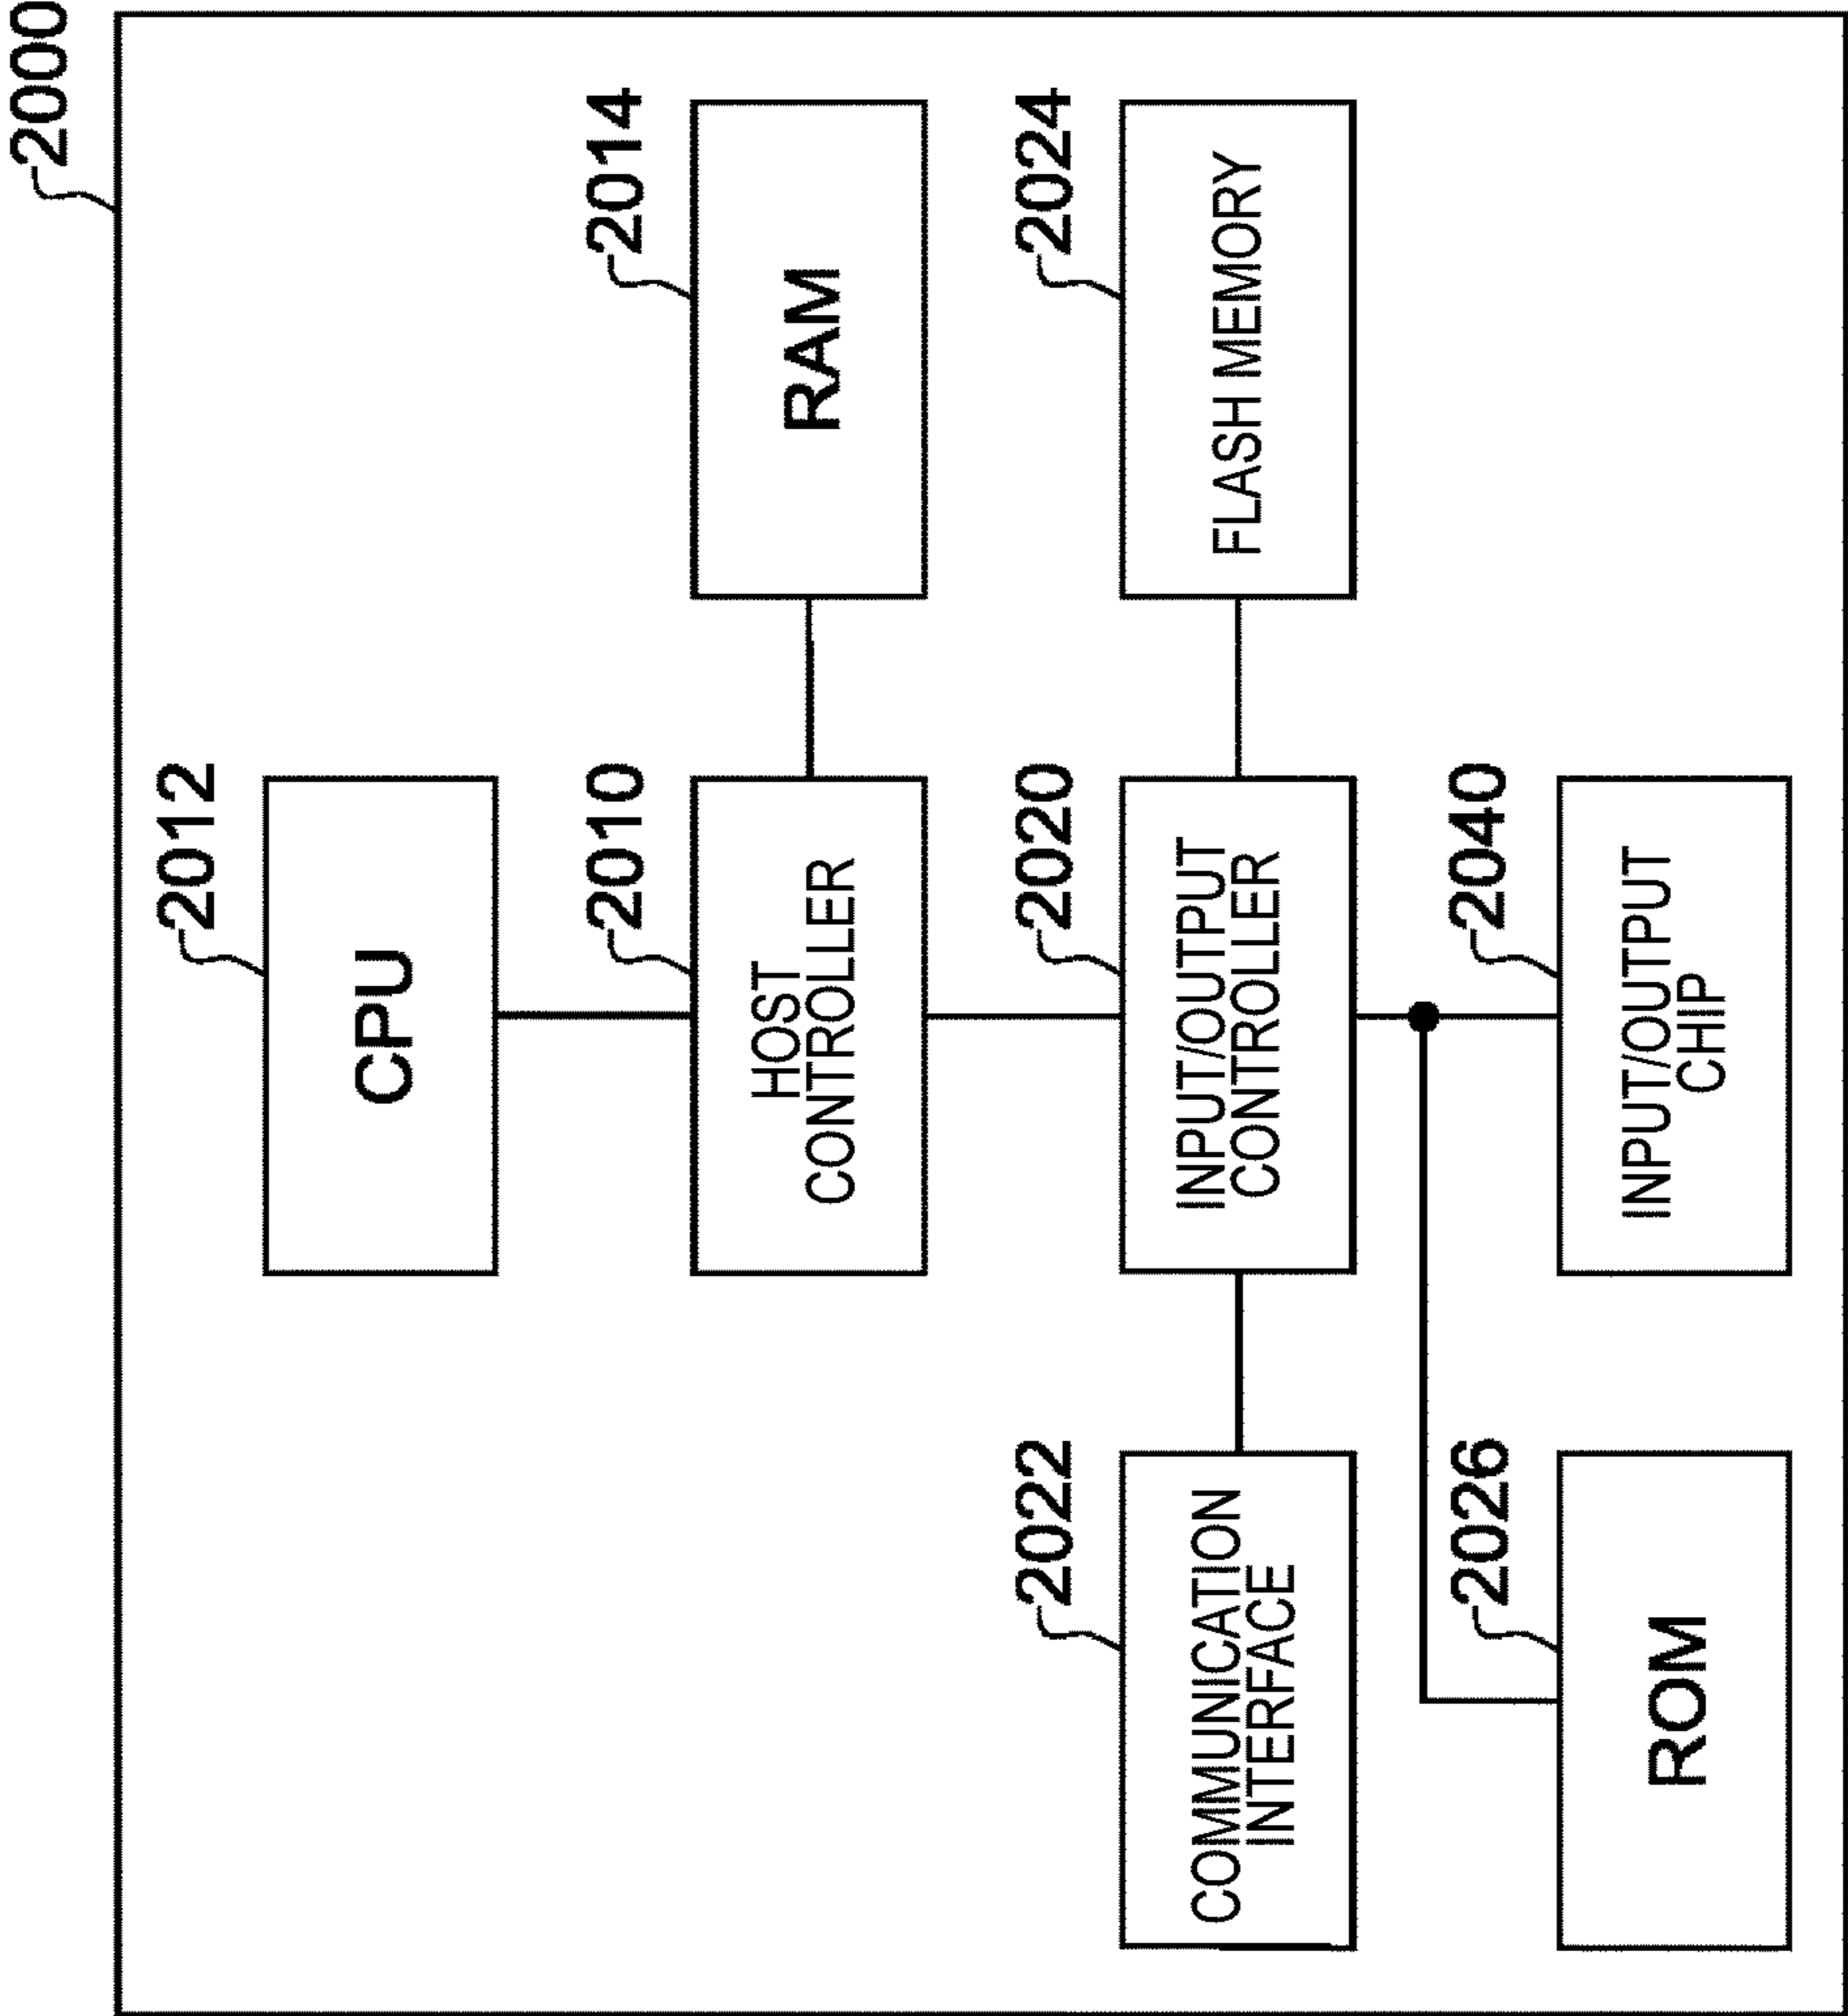 2000
2012
CPU
2010
HOST
CONTROLLER
2014
RAM
2020
INPUT/OUTPUT
CONTROLLER
2022
COMMUNICATION
INTERFACE
2024
FLASH MEMORY
2026
ROM
2040
INPUT/OUTPUT
CHIP